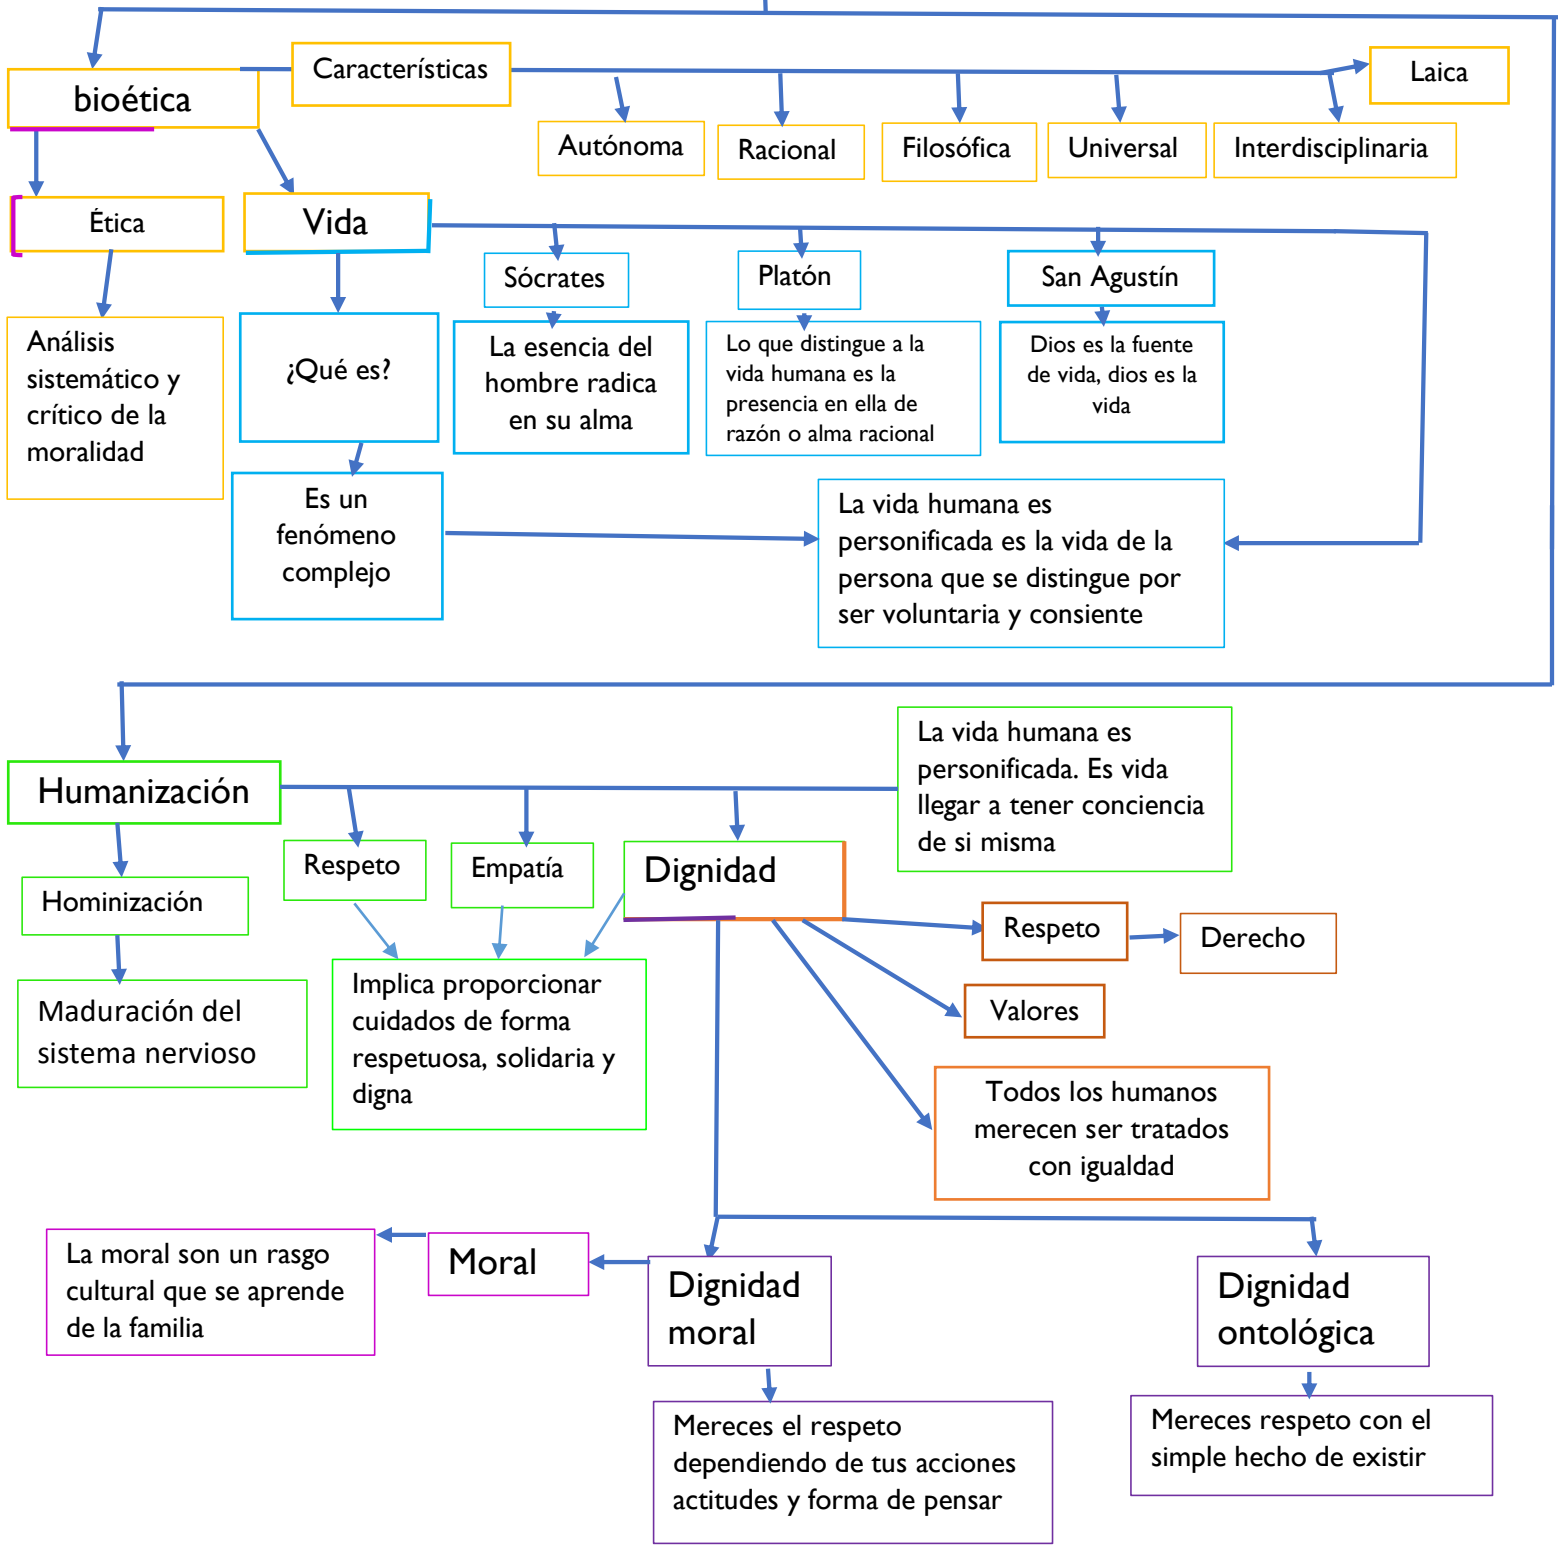 Características
Laica
bioética
Autónoma
Racional
Filosófica
Universal
Interdisciplinaria
Ética
Vida
Sócrates
Platón
San Agustín
Análisis
sistemático y
crítico de la
moralidad
¿Qué es?
La esencia del
hombre radica
en su alma
Lo que distingue a la
vida humana es la
presencia en ella de
razón o alma racional
Dios es la fuente
de vida, dios es la
vida
Es un
fenómeno
complejo
La vida humana es
personificada es la vida de la
persona que se distingue por
ser voluntaria y consiente
La vida humana es
personificada. Es vida
llegar a tener conciencia
de si misma
Humanización
Respeto
Empatía
Dignidad
Hominización
Respeto
Derecho
Maduración del
sistema nervioso
Implica proporcionar
cuidados de forma
respetuosa, solidaria y
digna
Valores
Todos los humanos
merecen ser tratados
con igualdad
La moral son un rasgo
cultural que se aprende
de la familia
Moral
Dignidad
moral
Dignidad
ontológica
Mereces el respeto
dependiendo de tus acciones
actitudes y forma de pensar
Mereces respeto con el
simple hecho de existir